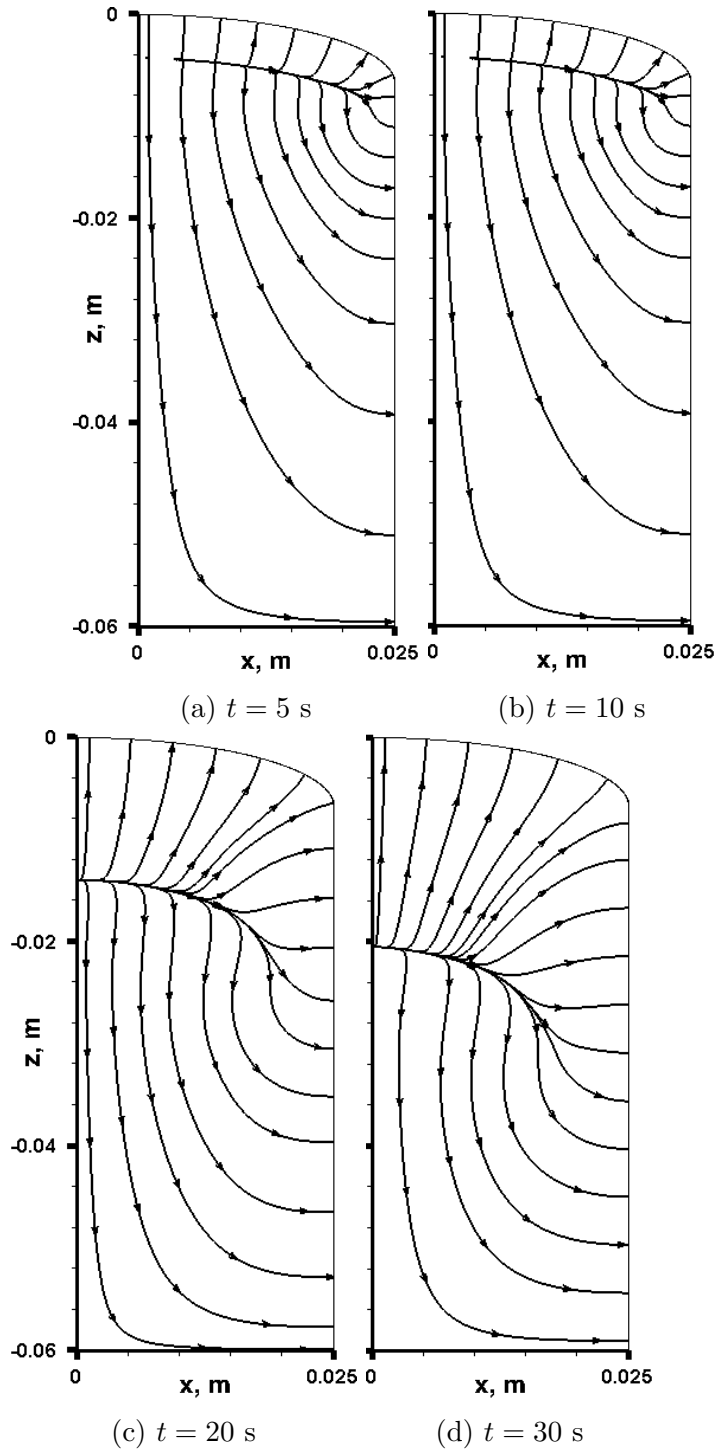 0
-0.02
z, m
-0.04
-0.06
0
0.025
x, m
0
0.025
x, m
(a) t = 5 s
(b) t = 10 s
0
-0.02
z, m
-0.04
-0.06
0
0.025
x, m
0
0.025
x, m
(c) t = 20 s
(d) t = 30 s